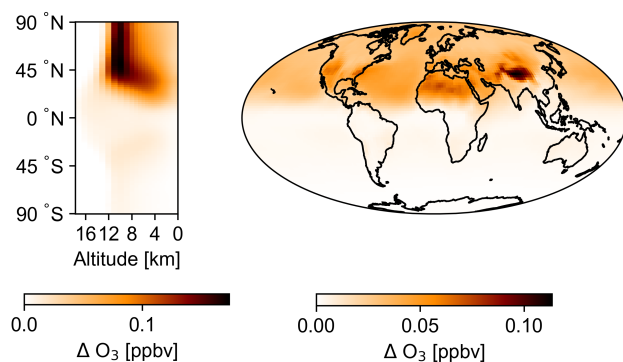 90 °N
45 °N
0 °N
45 °S
90 °S
16 12 8 4 0
Altitude [km]
0.0 0.1
Δ O₃ [ppbv]
0.00 0.05 0.10
Δ O₃ [ppbv]